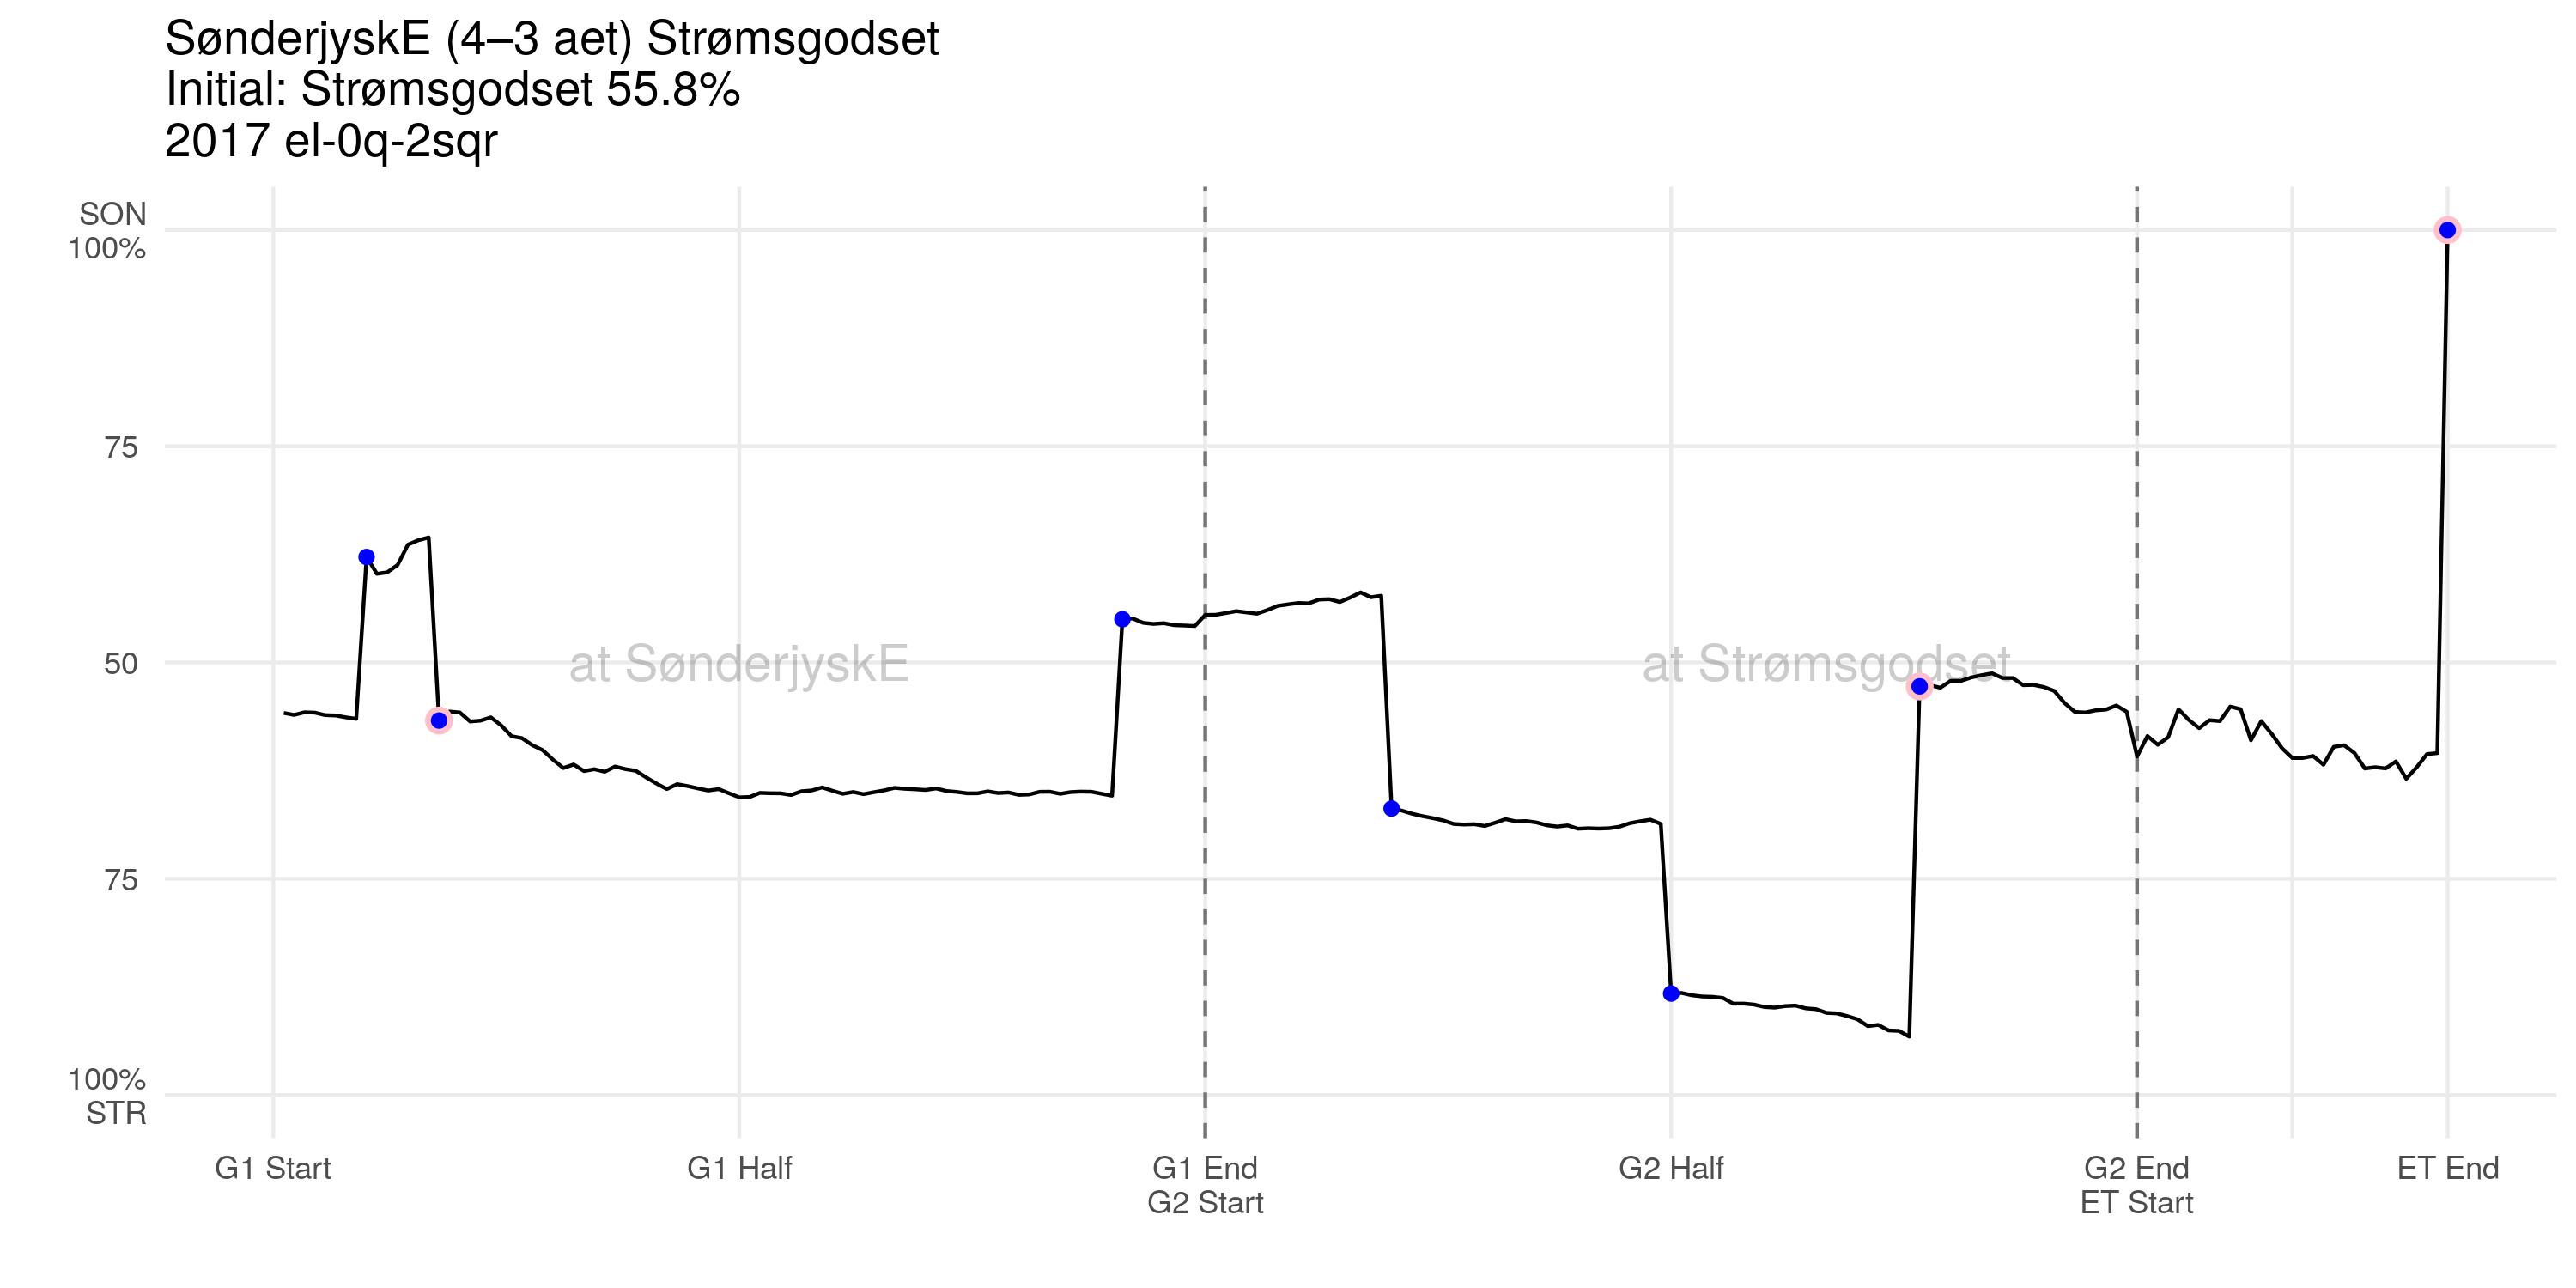 SønderjyskE (4–3 aet) Strømsgodset
Initial: Strømsgodset 55.8%
2017 el-0q-2sqr
SON
100%
75
50
75
100%
STR
at SønderjyskE
at Strømsgodset
G1 Start
G1 Half
G1 End
G2 Start
G2 Half
G2 End
ET Start
ET End